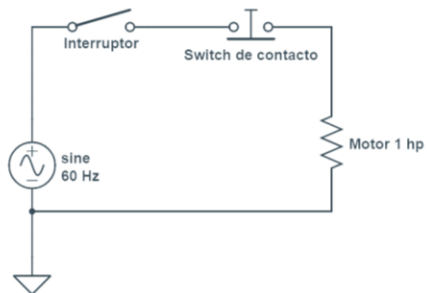 Interruptor
Switch de contacto
Motor 1 hp
sine
60 Hz